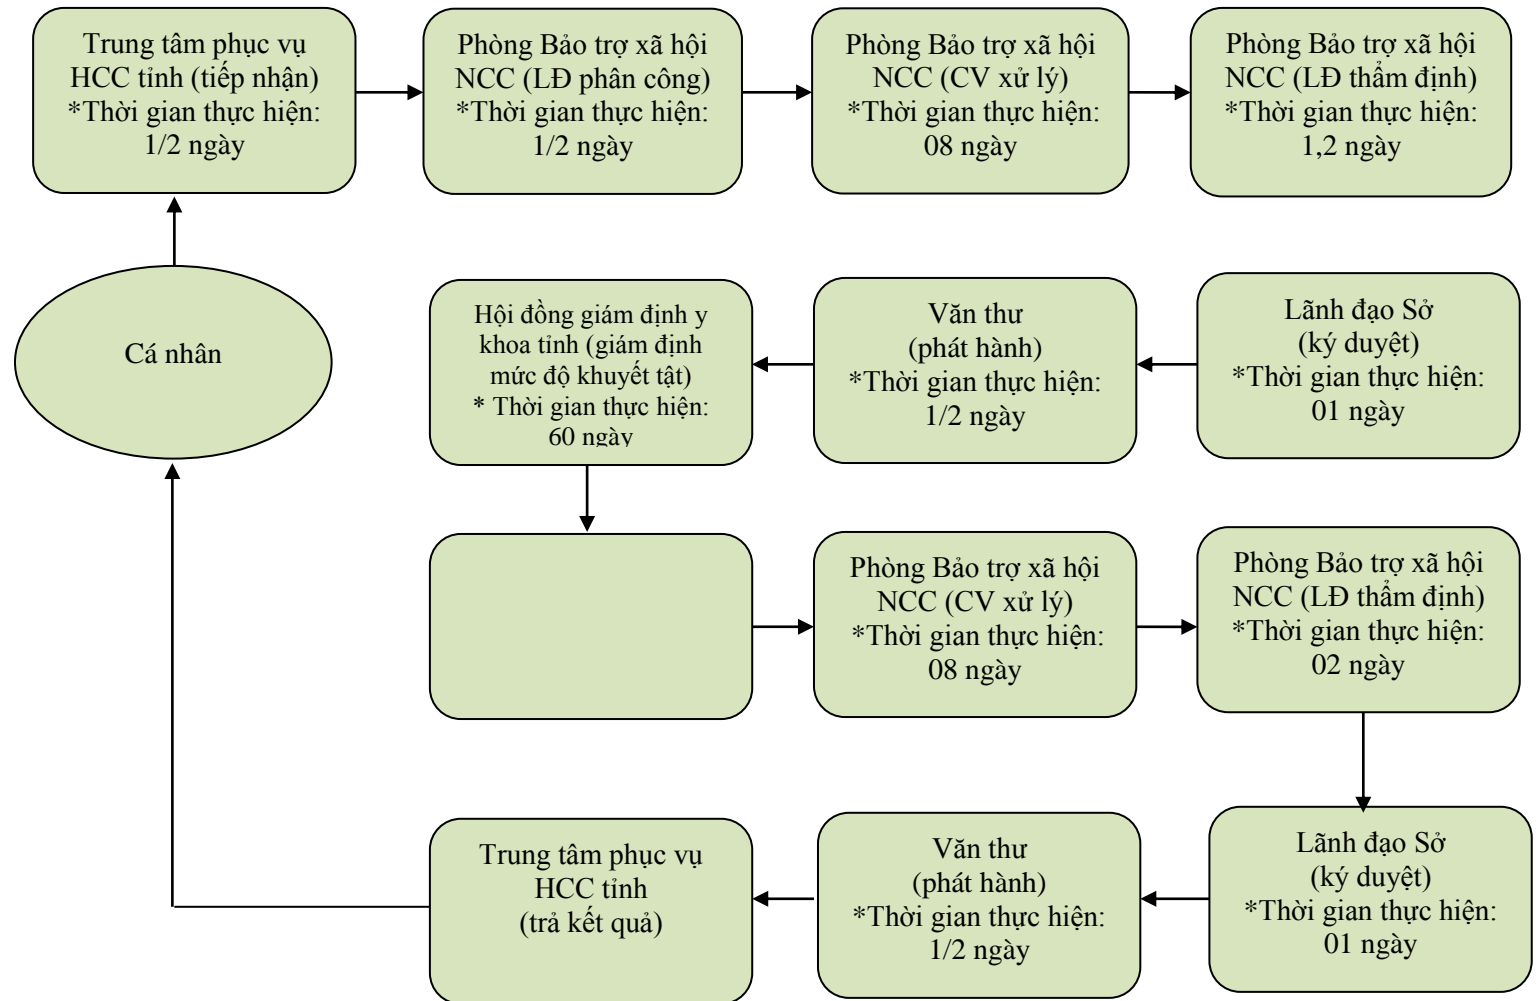 Trung tâm phục vụ
HCC tỉnh (tiếp nhận)
*Thời gian thực hiện:
1/2 ngày
Phòng Bảo trợ xã hội
NCC (LĐ phân công)
*Thời gian thực hiện:
1/2 ngày
Phòng Bảo trợ xã hội
NCC (CV xử lý)
*Thời gian thực hiện:
08 ngày
Phòng Bảo trợ xã hội
NCC (LĐ thẩm định)
*Thời gian thực hiện:
1,2 ngày
Cá nhân
Hội đồng giám định y
khoa tỉnh (giám định
mức độ khuyết tật)
* Thời gian thực hiện:
60 ngày
Văn thư
(phát hành)
*Thời gian thực hiện:
1/2 ngày
Lãnh đạo Sở
(ký duyệt)
*Thời gian thực hiện:
01 ngày
Phòng Bảo trợ xã hội
NCC (CV xử lý)
*Thời gian thực hiện:
08 ngày
Phòng Bảo trợ xã hội
NCC (LĐ thẩm định)
*Thời gian thực hiện:
02 ngày
Trung tâm phục vụ
HCC tỉnh
(trả kết quả)
Văn thư
(phát hành)
*Thời gian thực hiện:
1/2 ngày
Lãnh đạo Sở
(ký duyệt)
*Thời gian thực hiện:
01 ngày